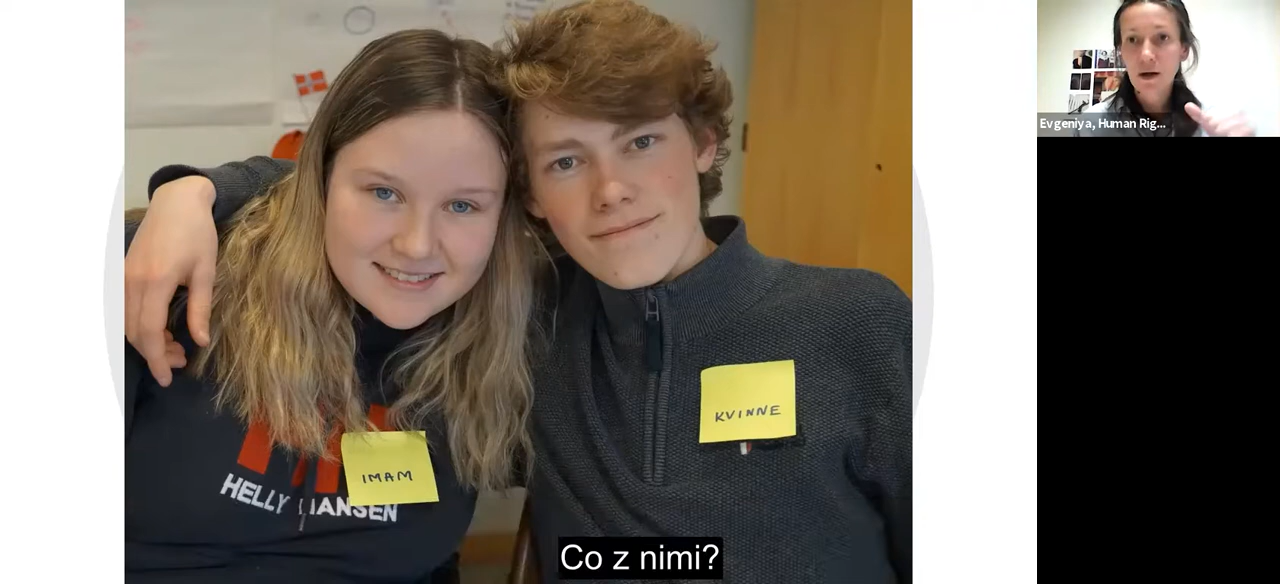 Evgeniya, Human Rig...
KVINNE
IMAM
HELLY HANSEN
Co z nimi?